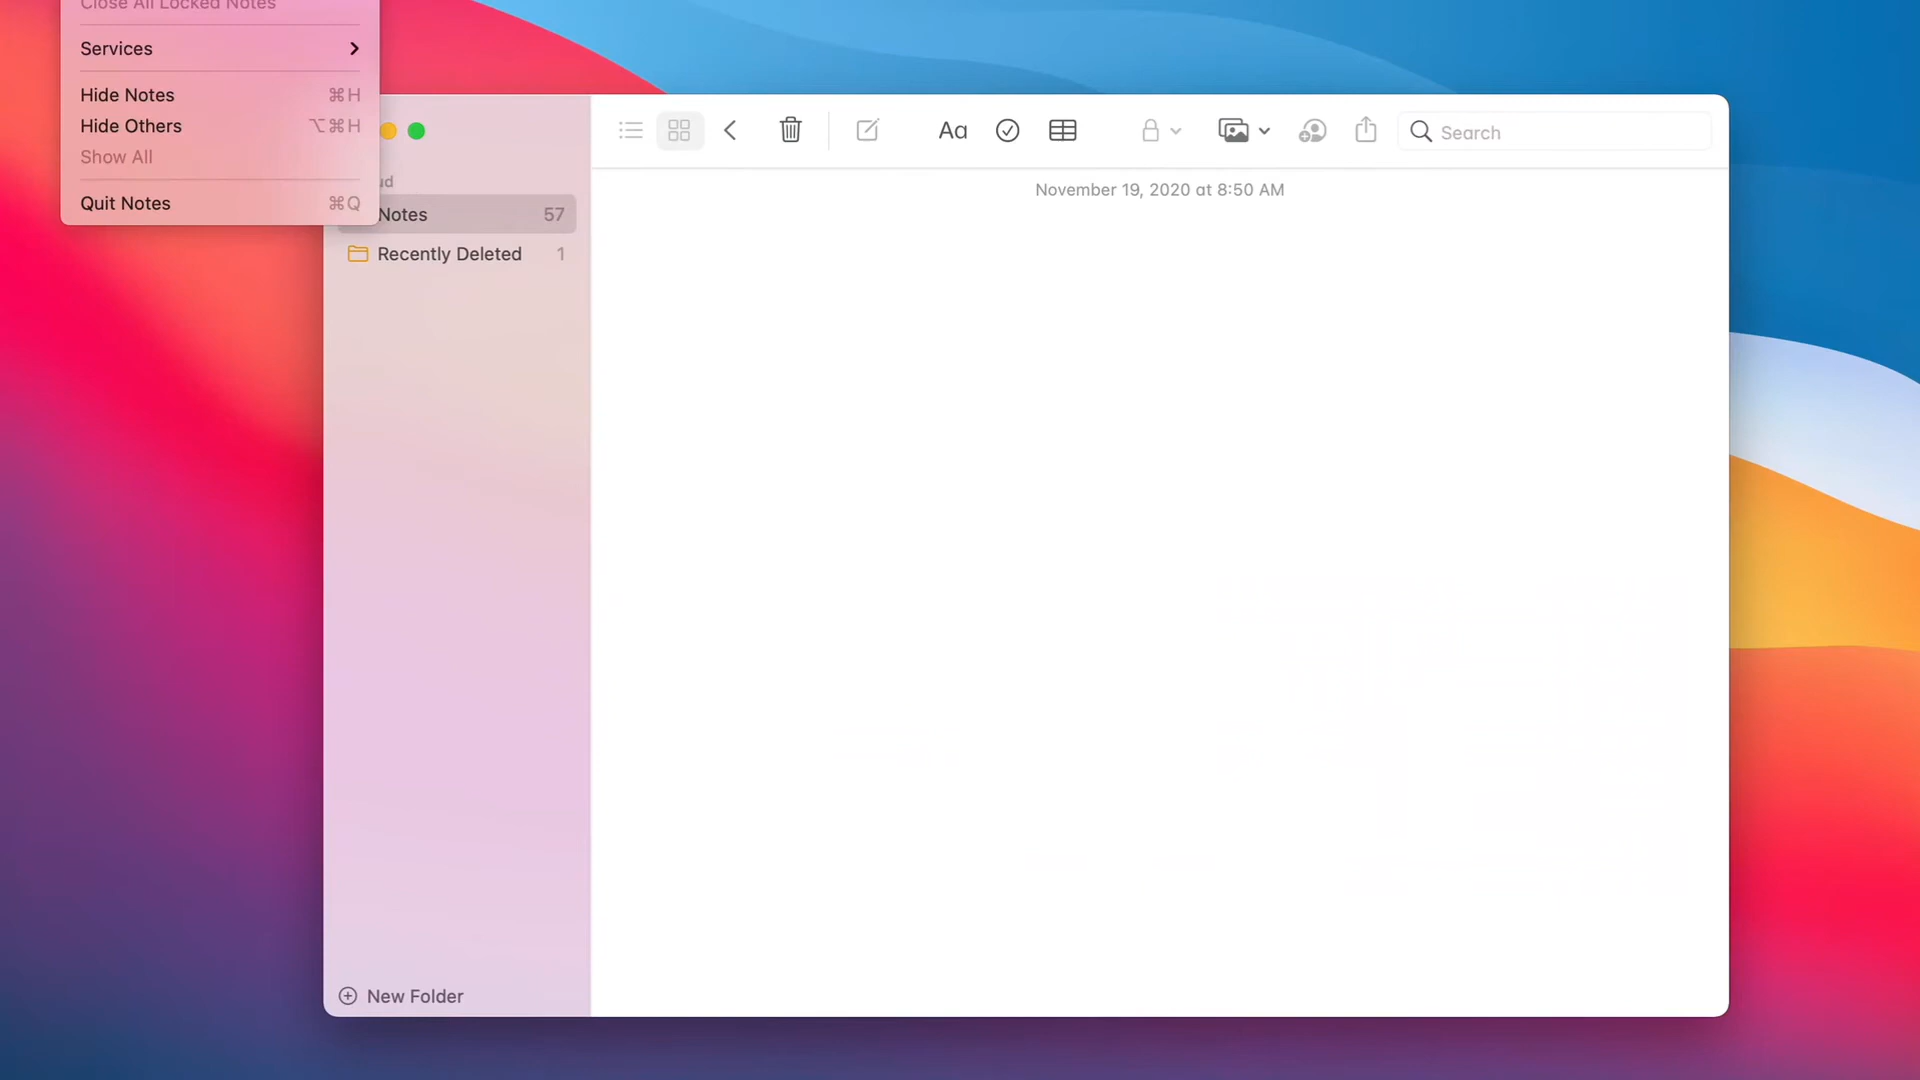 Close All Locked Notes
Services
Hide Notes ⌘H
Hide Others ⌥⌘H
Show All
Quit Notes ⌘Q
Notes 57
Recently Deleted 1
New Folder
Aa
Search
November 19, 2020 at 8:50 AM